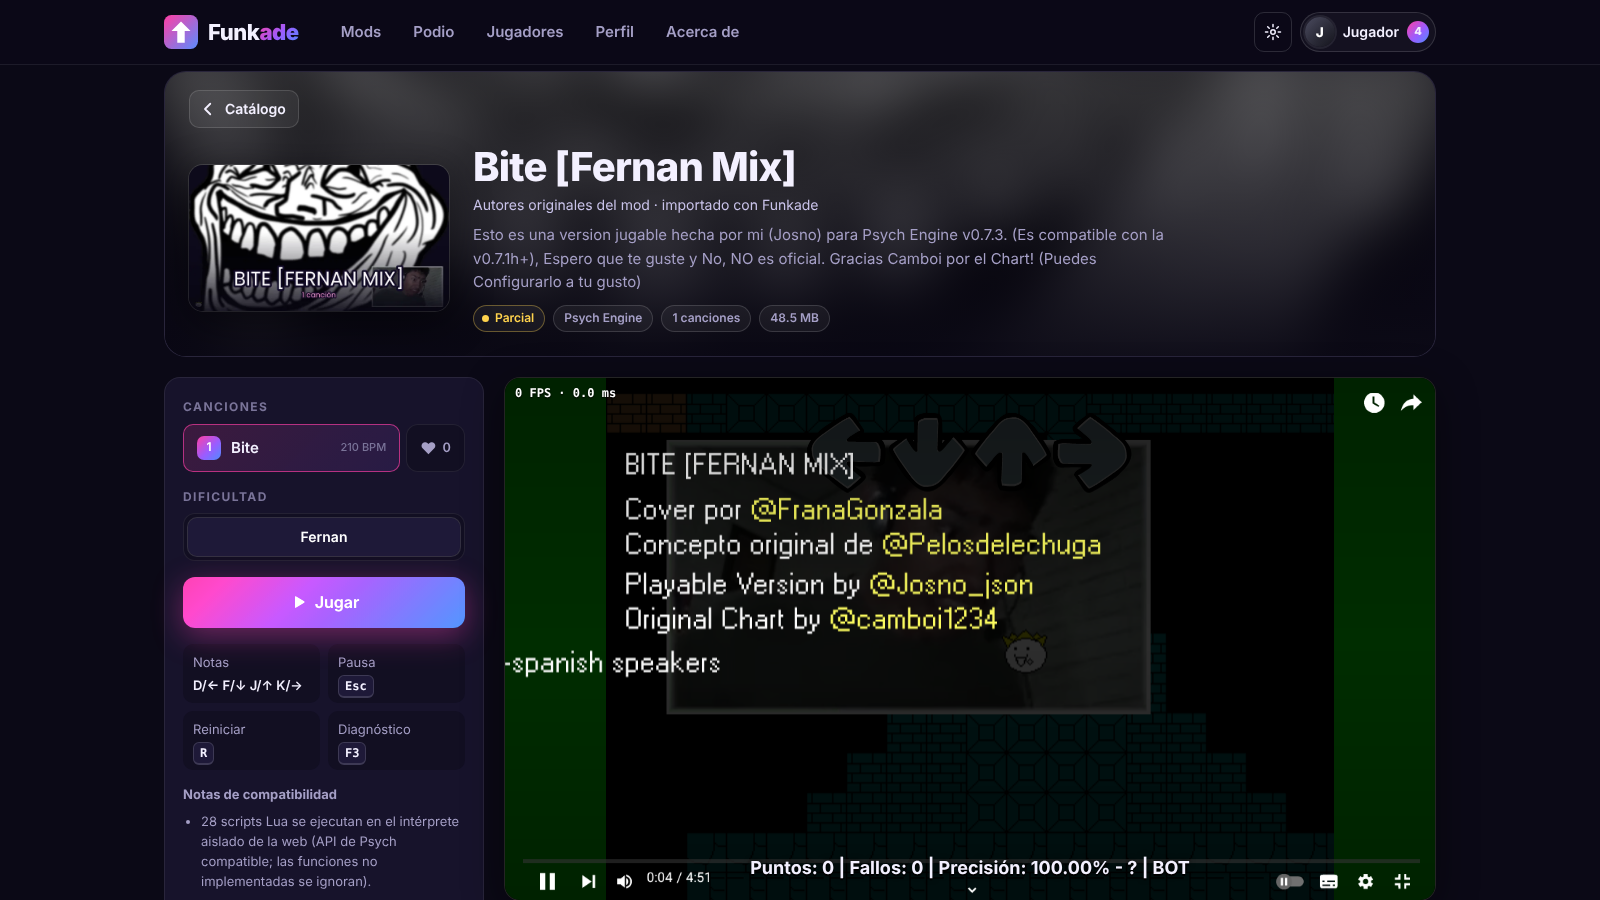 Funkade
Mods
Podio
Jugadores
Perfil
Acerca de
J
Jugador
4
Catálogo
BITE [FERNAN MIX]
1 canción
Bite [Fernan Mix]
Autores originales del mod · importado con Funkade
Esto es una version jugable hecha por mi (Josno) para Psych Engine v0.7.3. (Es compatible con la
v0.7.1h+), Espero que te guste y No, NO es oficial. Gracias Camboi por el Chart! (Puedes
Configurarlo a tu gusto)
Parcial
Psych Engine
1 canciones
48.5 MB
CANCIONES
1 Bite 210 BPM
0
DIFICULTAD
Fernan
Jugar
Notas
D/← F/↓ J/↑ K/→
Pausa
Esc
Reiniciar
R
Diagnóstico
F3
Notas de compatibilidad
• 28 scripts Lua se ejecutan en el intérprete
aislado de la web (API de Psych
compatible; las funciones no
implementadas se ignoran).
0 FPS · 0.0 ms
BITE [FERNAN MIX]
Cover por @FranaGonzala
Concepto original de @Pelosdelechuga
Playable Version by @Josno_json
Original Chart by @camboi1234
-spanish speakers
0:04 / 4:51
Puntos: 0 | Fallos: 0 | Precisión: 100.00% - ? | BOT